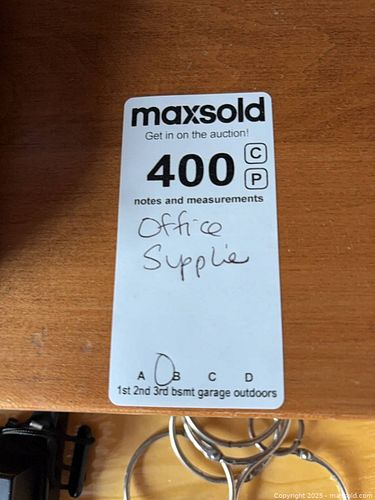 maxsold
Get in on the auction!
400 C
P
notes and measurements
Office
Supplie
A B C D
1st 2nd 3rd bsmt garage outdoors
Copyright 2025 - maxsold.com